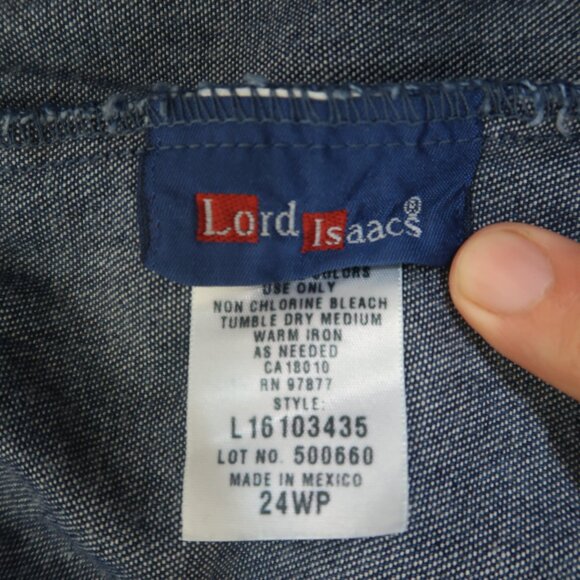 Lord Isaacs®
COLORS
USE ONLY
NON CHLORINE BLEACH
TUMBLE DRY MEDIUM
WARM IRON
AS NEEDED
CA18010
RN 97877
STYLE:
L16103435
LOT NO. 500660
MADE IN MEXICO
24WP